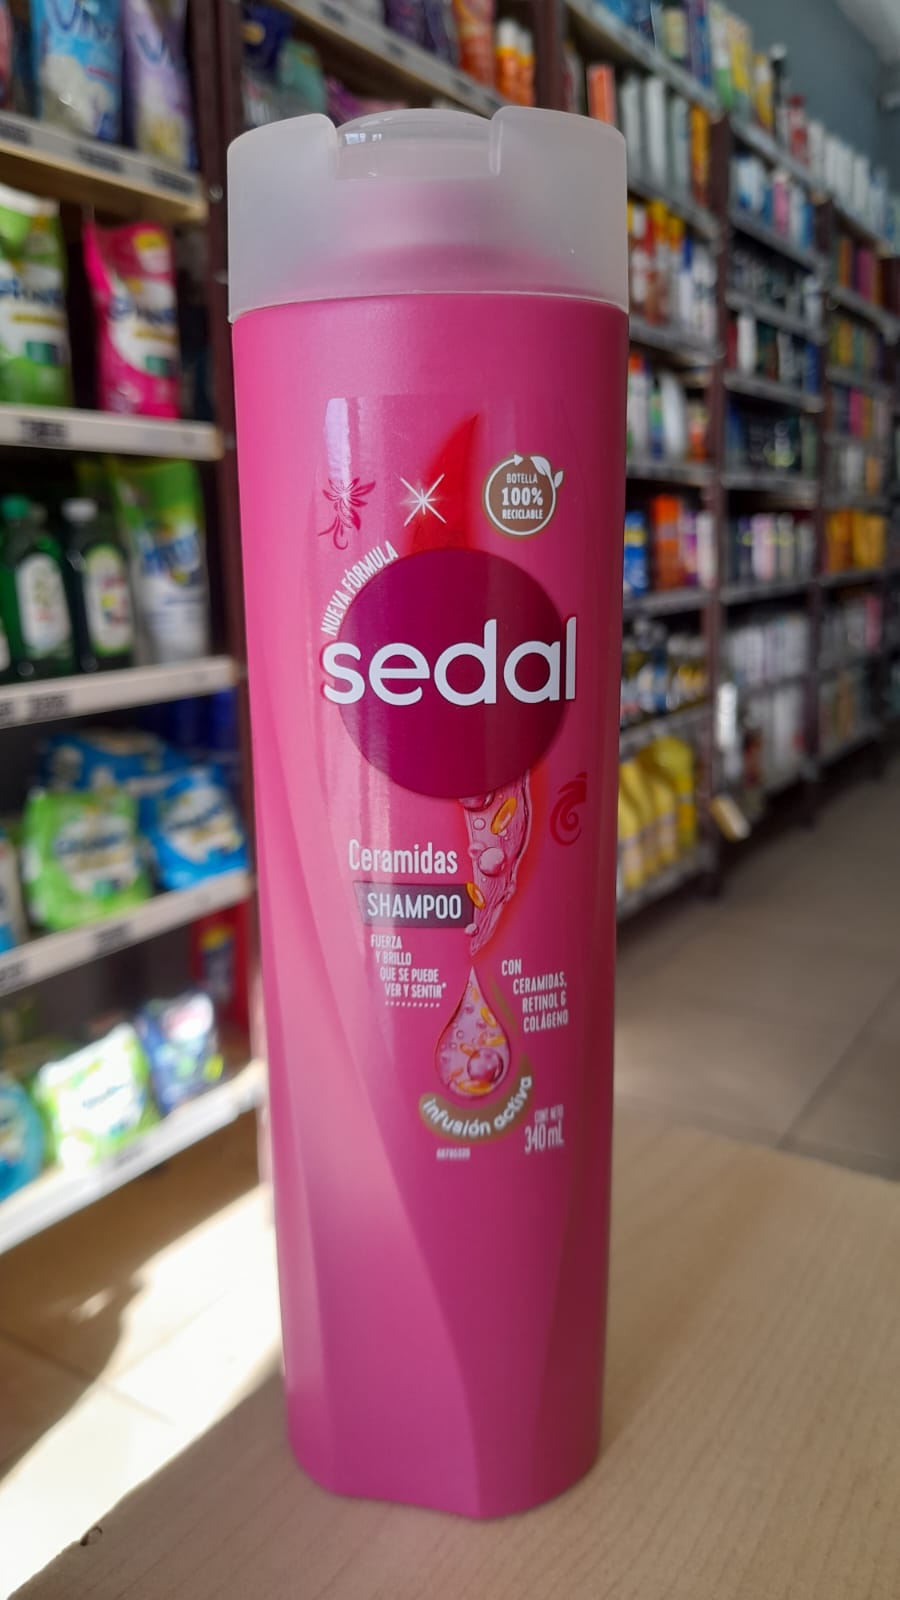 BOTELLA
100%
RECICLABLE
NUEVA FÓRMULA
sedal
Ceramidas
SHAMPOO
FUERZA
Y BRILLO
QUE SE PUEDE
VER Y SENTIR*
CON
CERAMIDAS,
RETINOL &
COLÁGENO
infusión activa
CONT. NETO
340 mL